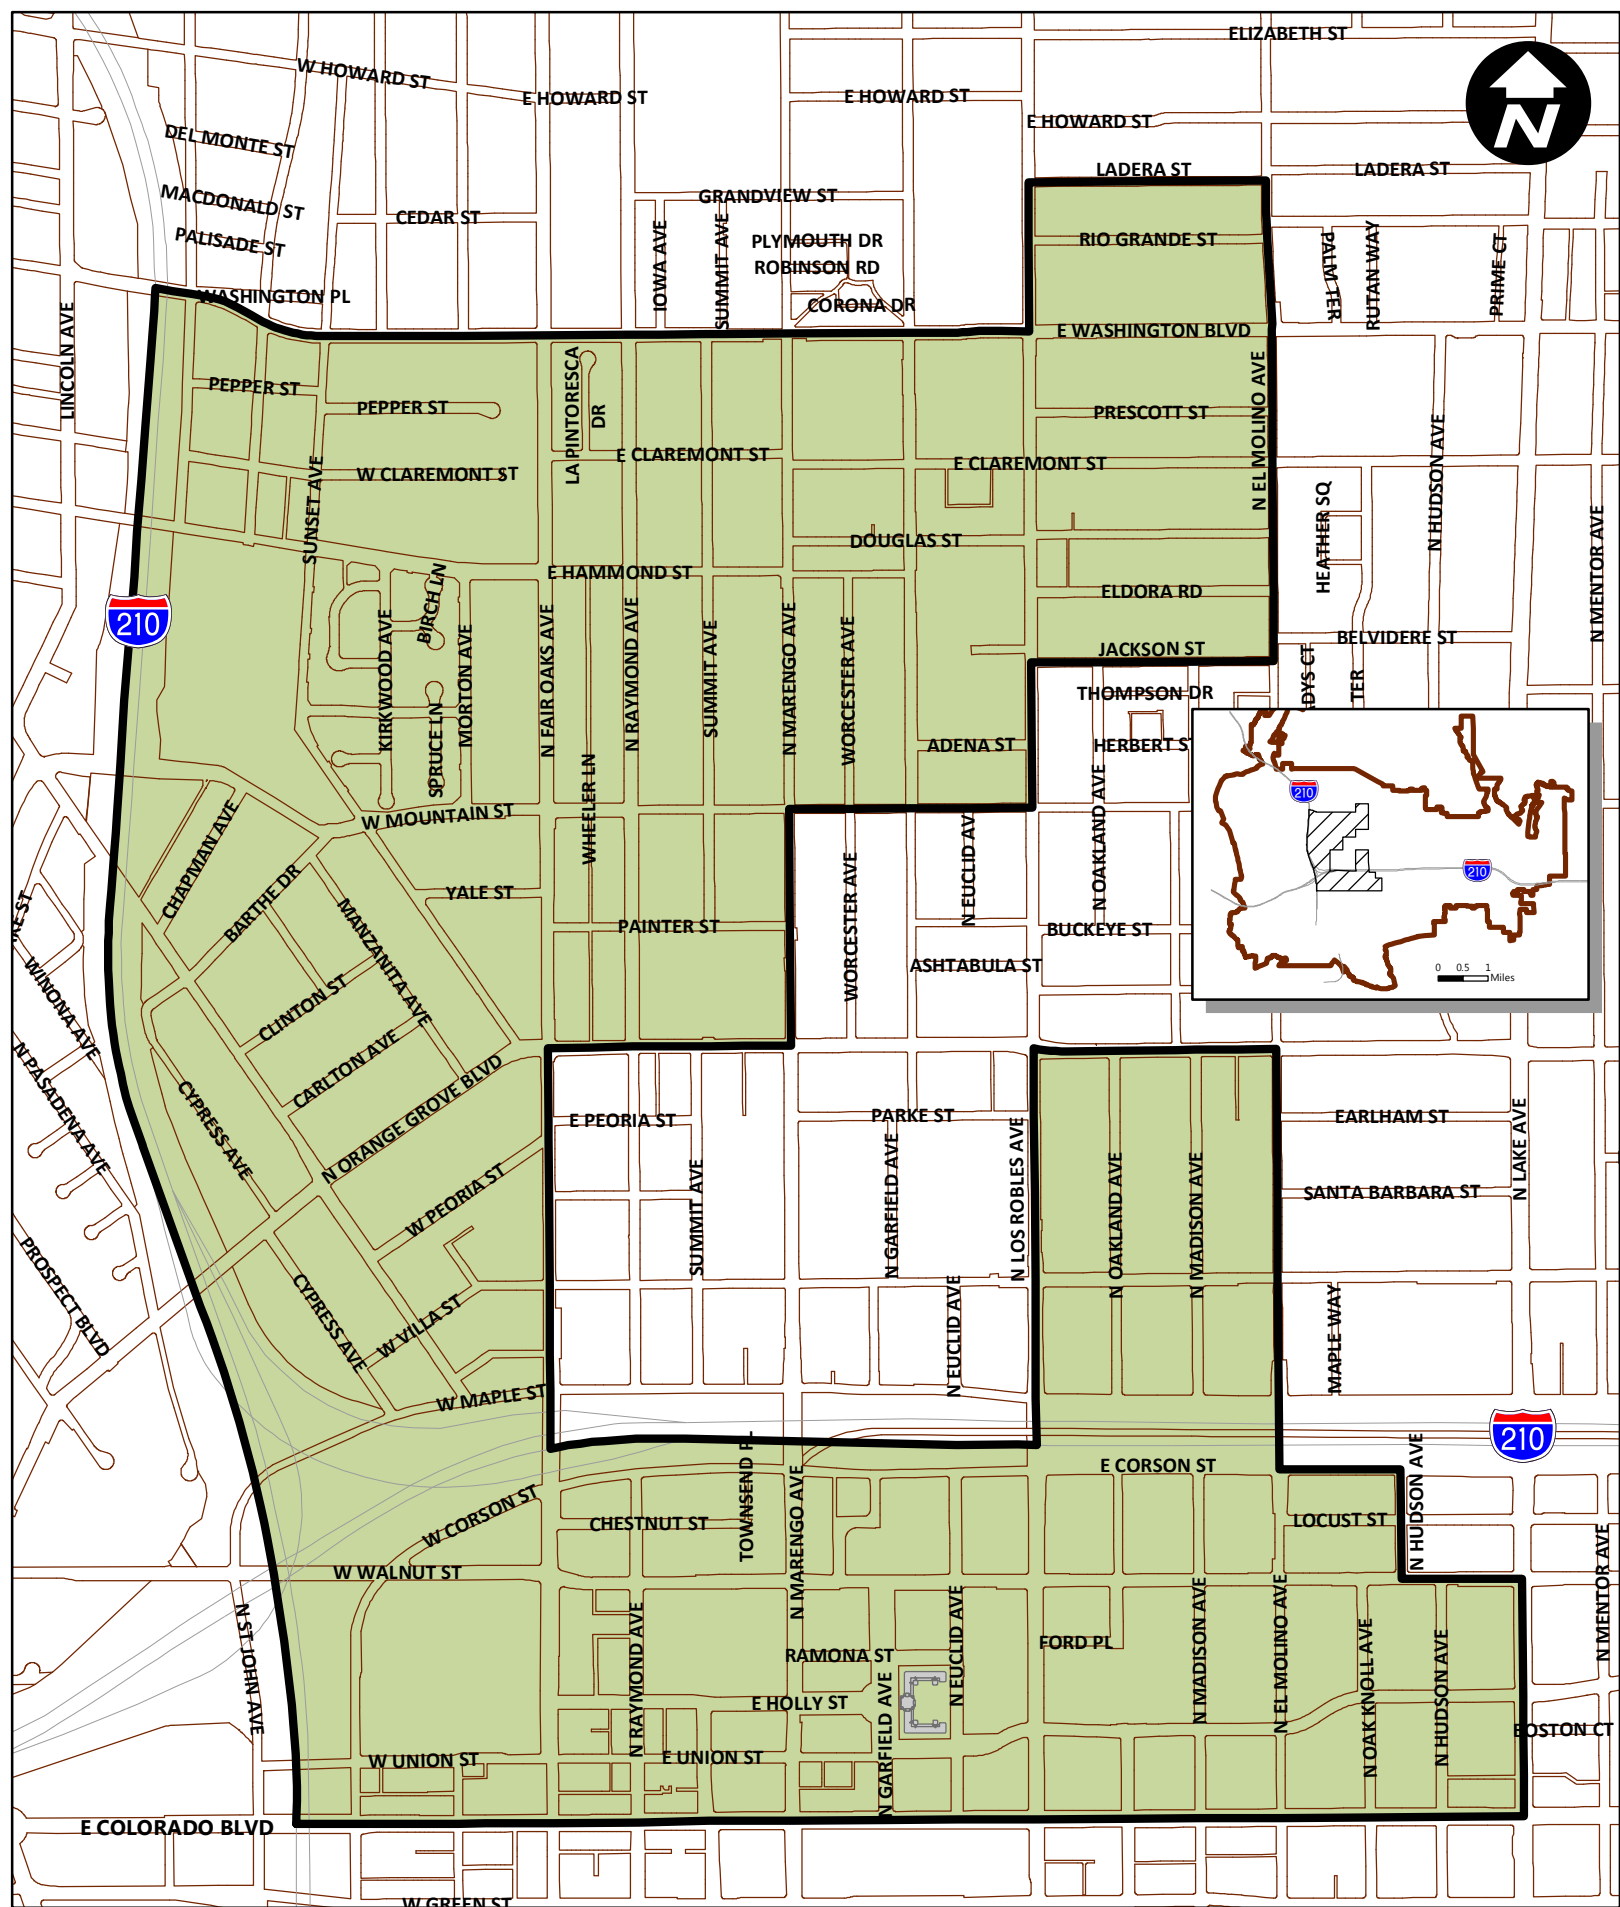 ELIZABETH ST
W HOWARD ST
E HOWARD ST
E HOWARD ST
E HOWARD ST
N
DEL MONTE ST
LADERA ST
LADERA ST
MACDONALD ST
GRANDVIEW ST
CEDAR ST
PALISADE ST
IOWA AVE
SUMMIT AVE
PLYMOUTH DR
ROBINSON RD
CORONA DR
RIO GRANDE ST
PALM TER
RUTAN WAY
PRIME CT
WASHINGTON PL
LINCOLN AVE
E WASHINGTON BLVD
PEPPER ST
PEPPER ST
LA PINTORESCA
DR
PRESCOTT ST
N EL MOLINO AVE
N HUDSON AVE
W CLAREMONT ST
E CLAREMONT ST
E CLAREMONT ST
SUNSET AVE
HEATHER SQ
N MENTOR AVE
DOUGLAS ST
E HAMMOND ST
ELDORA RD
210
BIRCH LN
KIRKWOOD AVE
MORTON AVE
SPRUCE LN
N FAIR OAKS AVE
N RAYMOND AVE
SUMMIT AVE
N MARENGO AVE
WORCESTER AVE
JACKSON ST
BELVIDERE ST
DYS CT
TER
THOMPSON DR
ADENA ST
HERBERT S
WHEELER LN
W MOUNTAIN ST
CHAPMAN AVE
BARTHE DR
YALE ST
PAINTER ST
MANZANITA AVE
WORCESTER AVE
N EUCLID AV
N OAKLAND AVE
BUCKEYE ST
ASHTABULA ST
210
210
0 0.5 1
Miles
KE ST
WINONA AVE
N PASADENA AVE
CLINTON ST
CARLTON AVE
CYPRESS AVE
N ORANGE GROVE BLVD
E PEORIA ST
PARKE ST
EARLHAM ST
N LAKE AVE
SUMMIT AVE
N GARFIELD AVE
N LOS ROBLES AVE
N OAKLAND AVE
N MADISON AVE
SANTA BARBARA ST
W PEORIA ST
PROSPECT BLVD
CYPRESS AVE
W VILLA ST
N EUCLID AVE
MAPLE WAY
W MAPLE ST
210
E CORSON ST
TOWNSEND PL
N MARENGO AVE
W CORSON ST
CHESTNUT ST
LOCUST ST
N HUDSON AVE
N MENTOR AVE
W WALNUT ST
N ST JOHN AVE
N RAYMOND AVE
RAMONA ST
N EUCLID AVE
FORD PL
N MADISON AVE
N EL MOLINO AVE
N OAK KNOLL AVE
N HUDSON AVE
E HOLLY ST
N GARFIELD AVE
BOSTON CT
W UNION ST
E UNION ST
E COLORADO BLVD
W GREEN ST